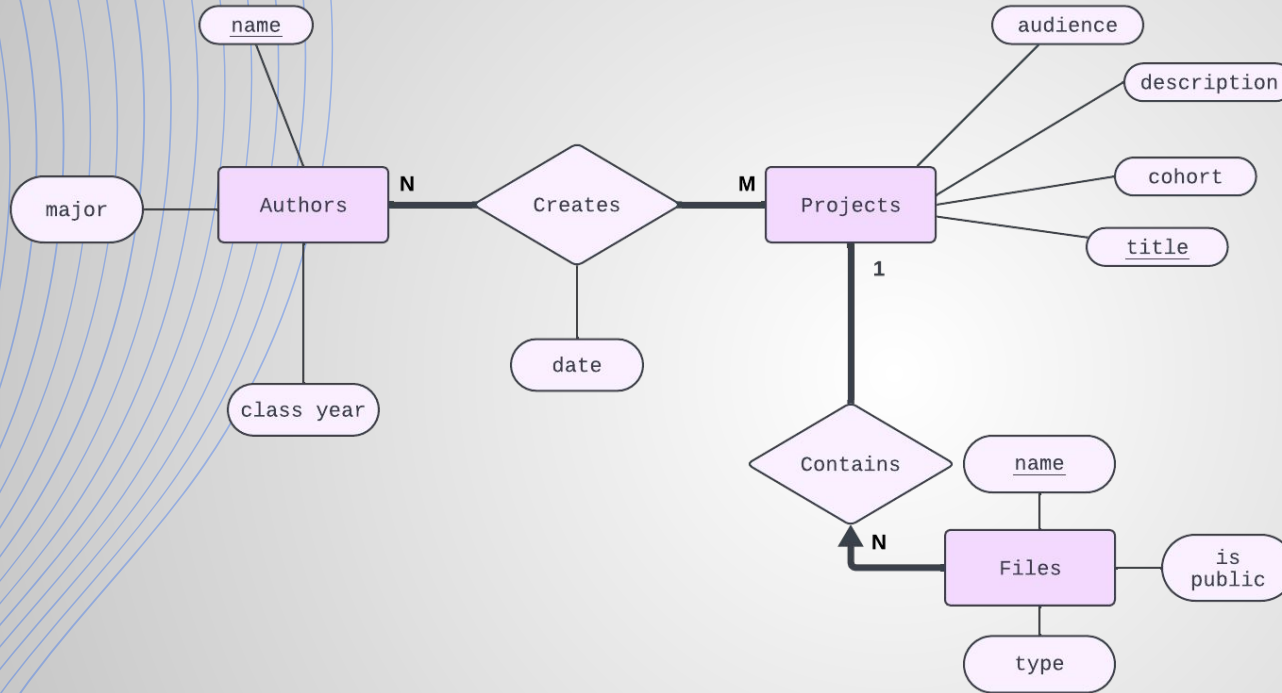 name
audience
description
N
M
cohort
major
Authors
Creates
Projects
title
1
date
class year
Contains
name
N
Files
is
public
type